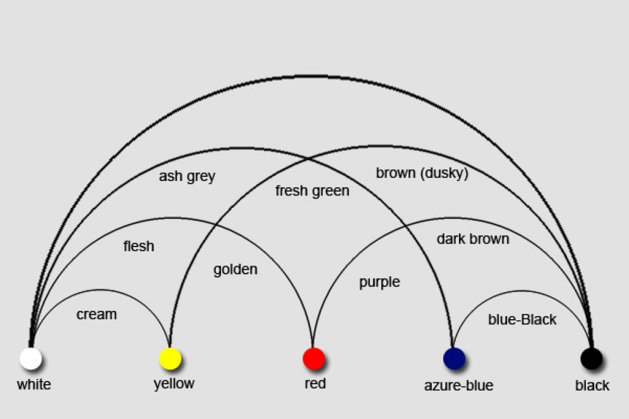 brown (dusky)
ash grey
fresh green
dark brown
flesh
golden
purple
cream
blue-Black
white
yellow
red
azure-blue
black